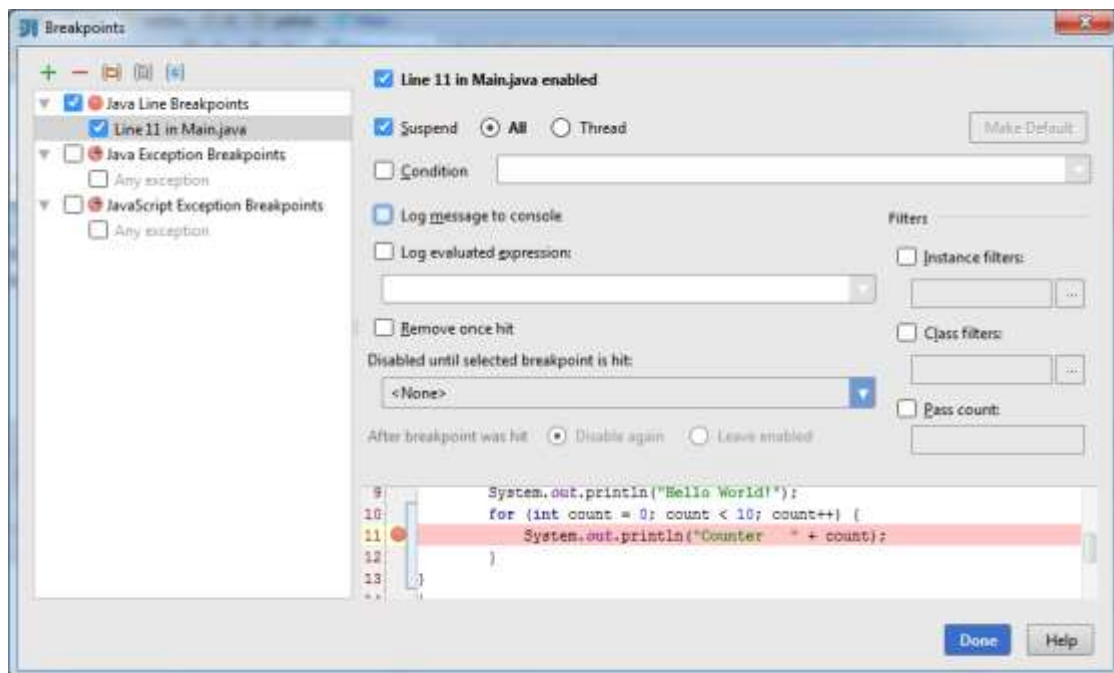 Breakpoints
Java Line Breakpoints
Line 11 in Main.java
Java Exception Breakpoints
Any exception
JavaScript Exception Breakpoints
Any exception
Line 11 in Main.java enabled
Suspend All Thread Make Default
Condition
Log message to console
Log evaluated expression:
Remove once hit
Disabled until selected breakpoint is hit:
<None>
After breakpoint was hit Disable again Leave enabled
Filters
Instance filters:
...
Class filters:
...
Pass count:
9 System.out.println("Hello World!");
10 for (int count = 0; count < 10; count++) {
11 System.out.println("Counter " + count);
12 }
13 }
Done Help